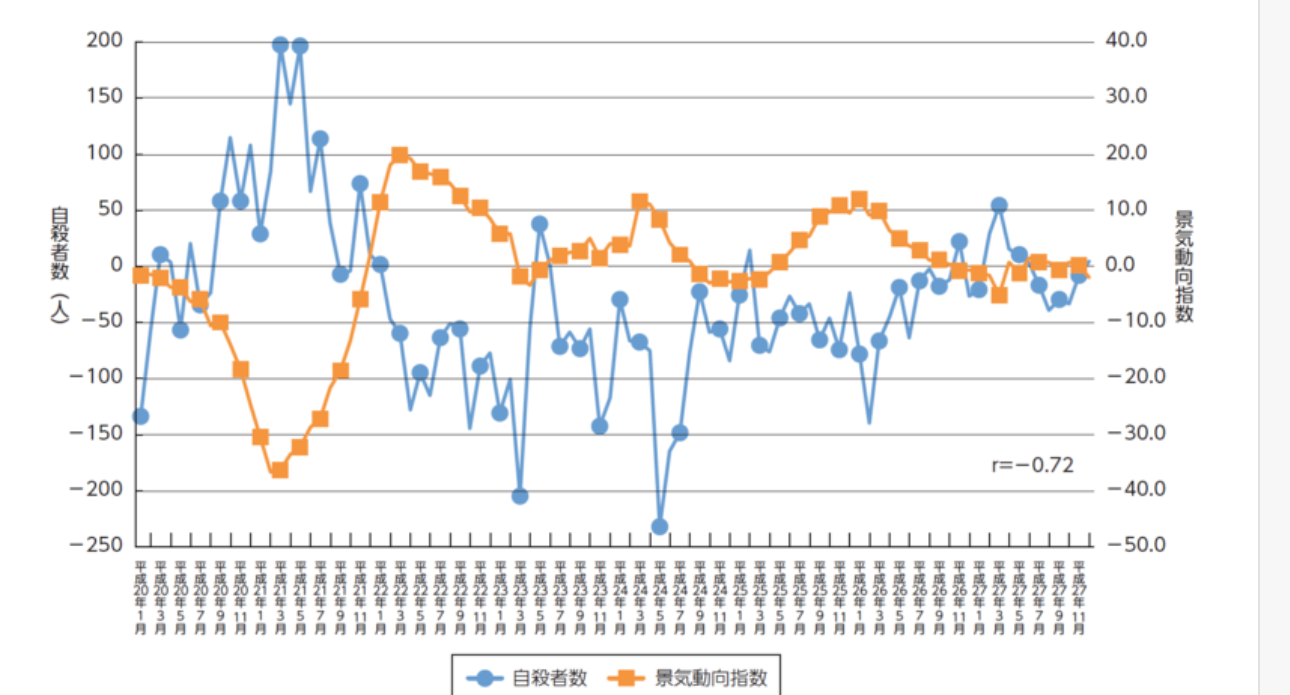 200
150
100
50
0
−50
−100
−150
−200
−250
自殺者数（人）
40.0
30.0
20.0
10.0
0.0
−10.0
−20.0
−30.0
−40.0
−50.0
景気動向指数
r=−0.72
平成20年1月
平成20年3月
平成20年5月
平成20年7月
平成20年9月
平成20年11月
平成21年1月
平成21年3月
平成21年5月
平成21年7月
平成21年9月
平成21年11月
平成22年1月
平成22年3月
平成22年5月
平成22年7月
平成22年9月
平成22年11月
平成23年1月
平成23年3月
平成23年5月
平成23年7月
平成23年9月
平成23年11月
平成24年1月
平成24年3月
平成24年5月
平成24年7月
平成24年9月
平成24年11月
平成25年1月
平成25年3月
平成25年5月
平成25年7月
平成25年9月
平成25年11月
平成26年1月
平成26年3月
平成26年5月
平成26年7月
平成26年9月
平成26年11月
平成27年1月
平成27年3月
平成27年5月
平成27年7月
平成27年9月
平成27年11月
自殺者数 景気動向指数